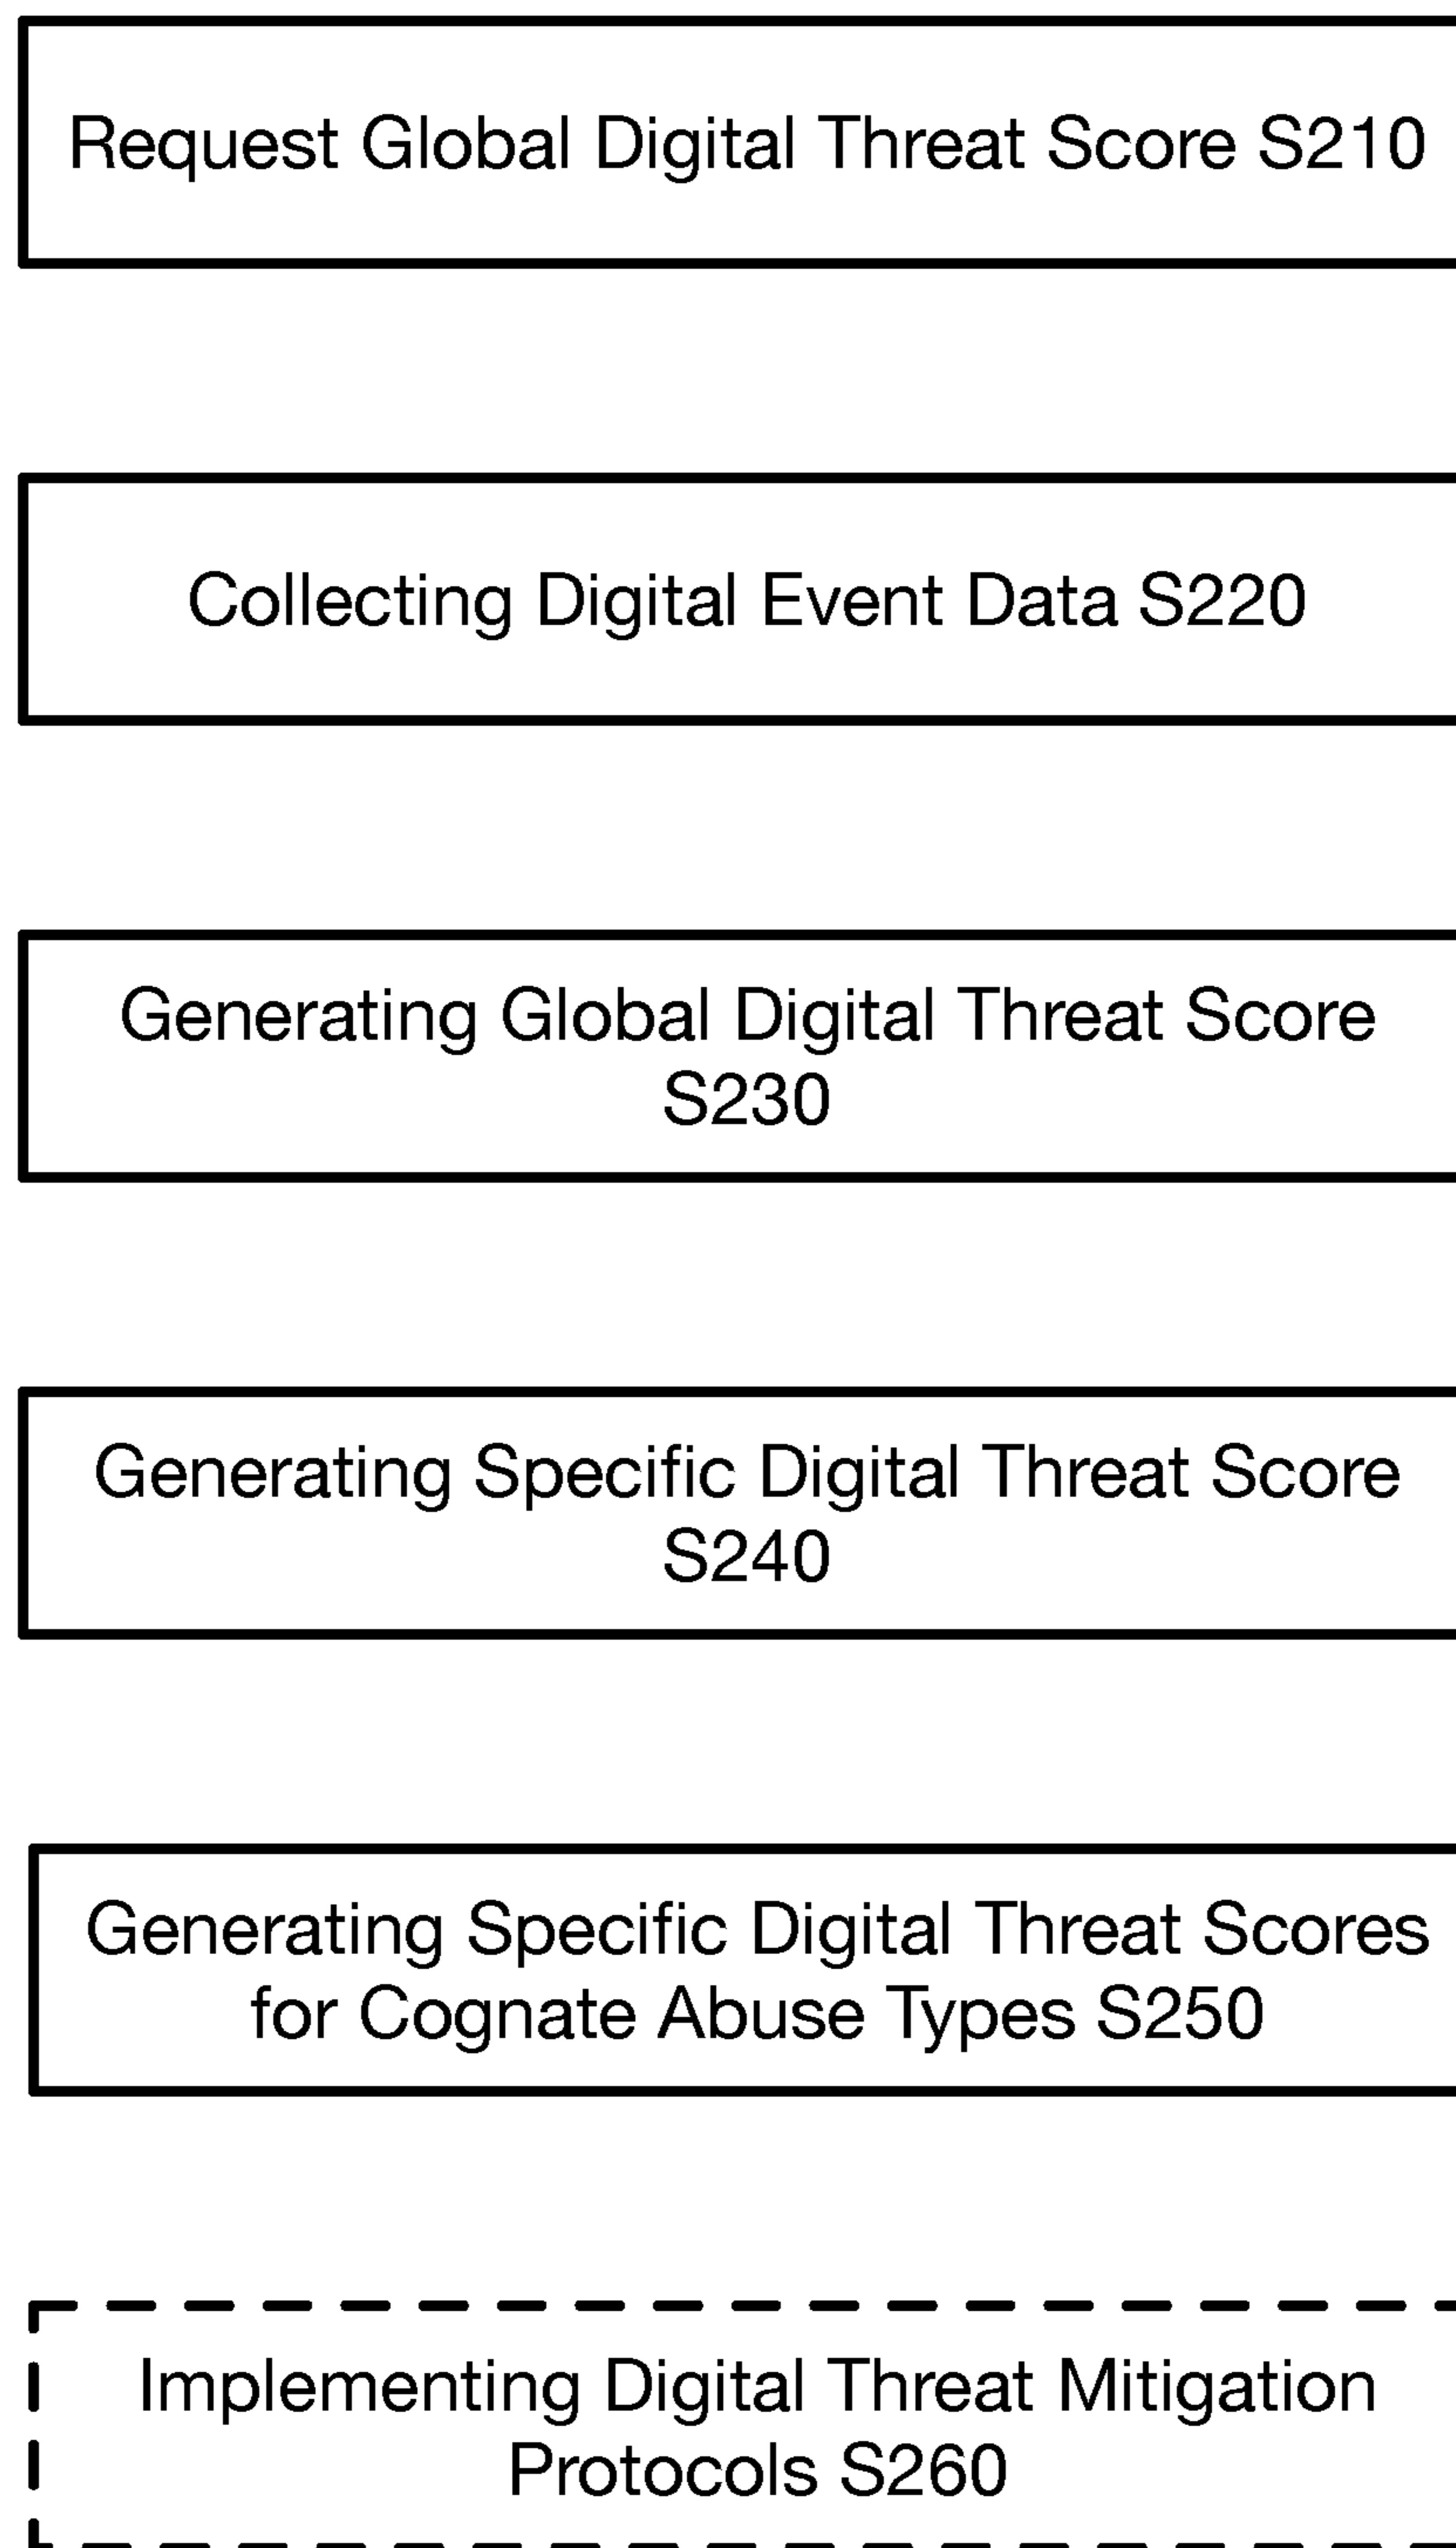 Request Global Digital Threat Score S210
Collecting Digital Event Data S220
Generating Global Digital Threat Score
S230
Generating Specific Digital Threat Score
S240
Generating Specific Digital Threat Scores
for Cognate Abuse Types S250
Implementing Digital Threat Mitigation
Protocols S260